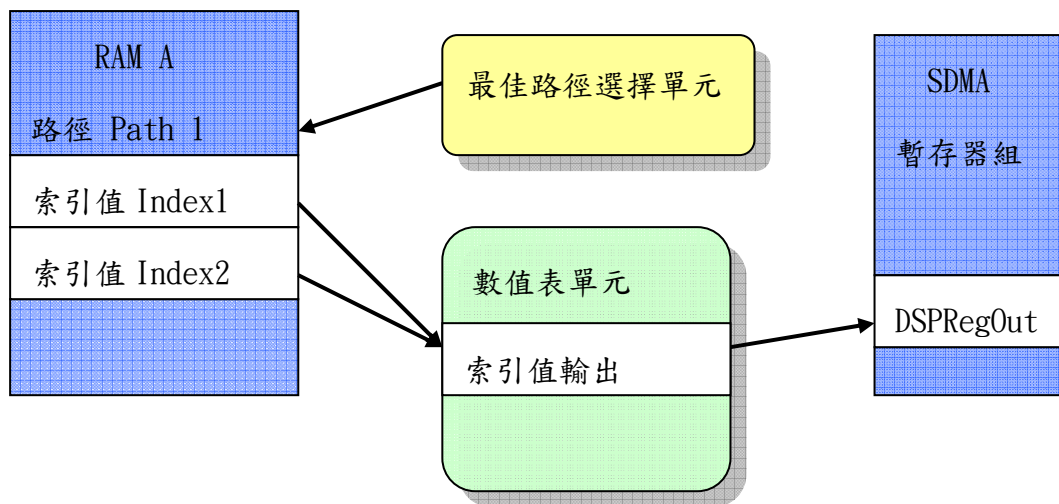 RAM A
路徑 Path 1
索引值 Index1
索引值 Index2
最佳路徑選擇單元
數值表單元
索引值輸出
SDMA
暫存器組
DSPRegOut